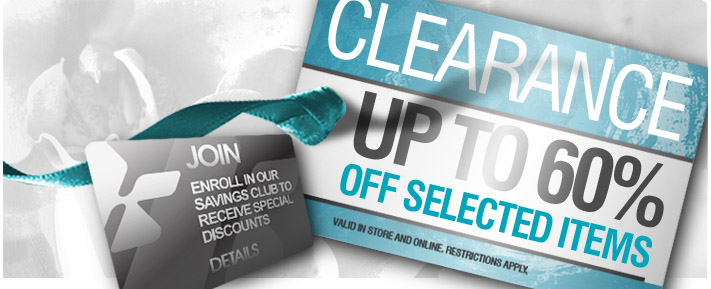 CLEARANCE
UP TO 60%
OFF SELECTED ITEMS
VALID IN STORE AND ONLINE. RESTRICTIONS APPLY,
JOIN
ENROLL IN OUR
SAVINGS CLUB TO
RECEIVE SPECIAL
DISCOUNTS
DETAILS